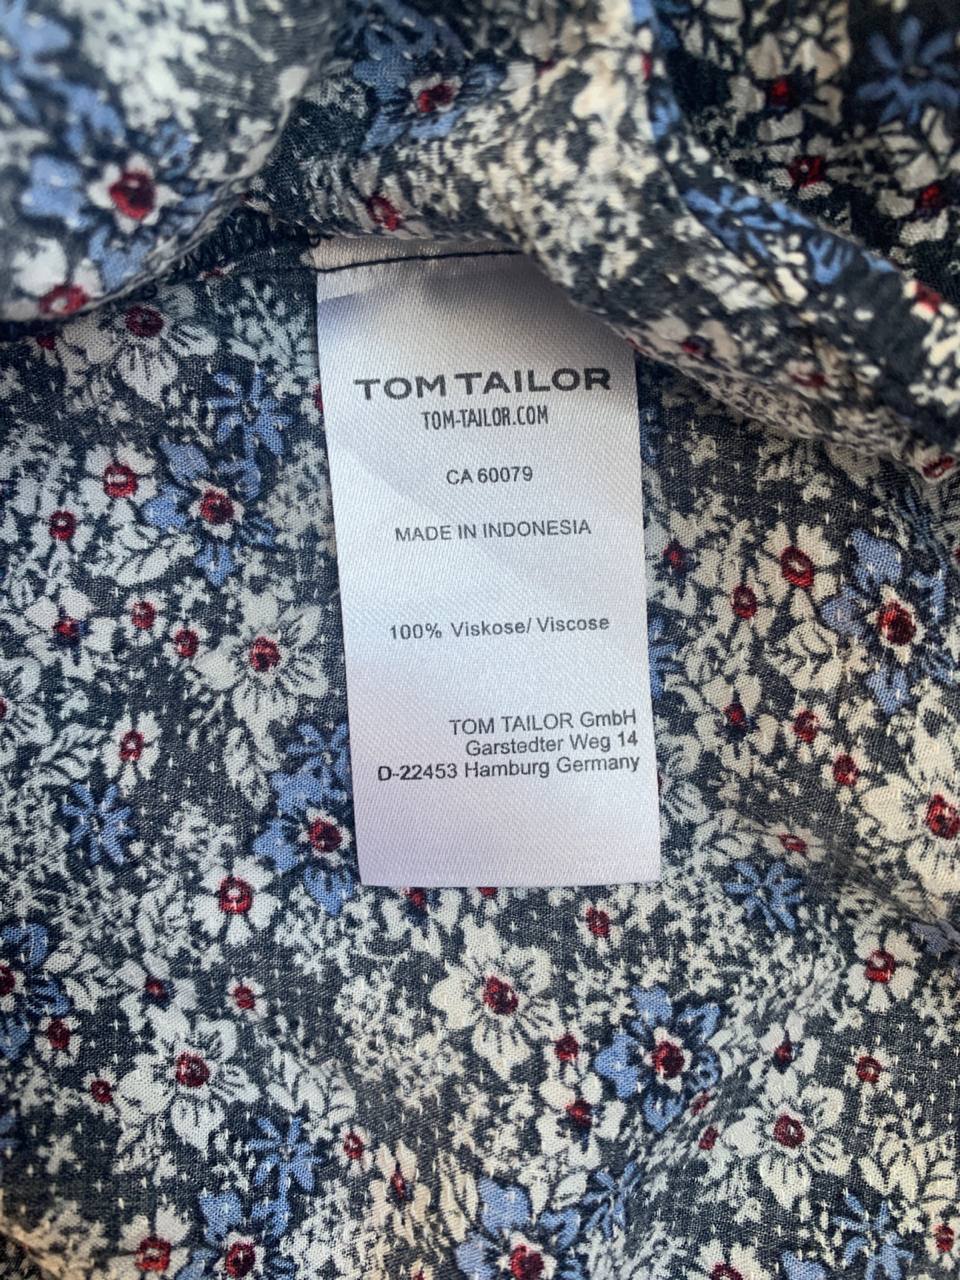 TOM TAILOR
TOM-TAILOR.COM
CA 60079
MADE IN INDONESIA
100% Viskose/ Viscose
TOM TAILOR GmbH
Garstedter Weg 14
D-22453 Hamburg Germany